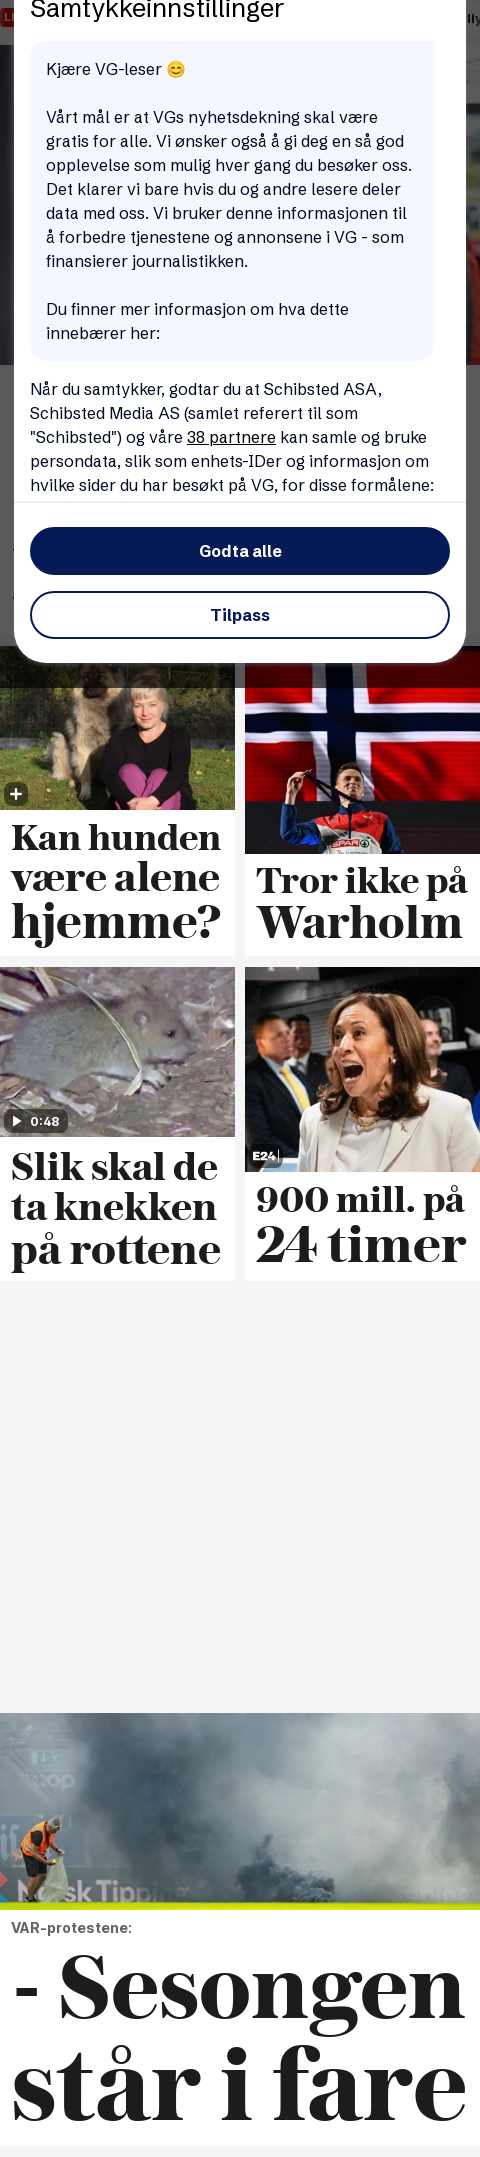 Samtykkeinnstillinger
Kjære VG-leser 😊
Vårt mål er at VGs nyhetsdekning skal være
gratis for alle. Vi ønsker også å gi deg en så god
opplevelse som mulig hver gang du besøker oss.
Det klarer vi bare hvis du og andre lesere deler
data med oss. Vi bruker denne informasjonen til
å forbedre tjenestene og annonsene i VG - som
finansierer journalistikken.
Du finner mer informasjon om hva dette
innebærer her:
Når du samtykker, godtar du at Schibsted ASA,
Schibsted Media AS (samlet referert til som
"Schibsted") og våre 38 partnere kan samle og bruke
persondata, slik som enhets-IDer og informasjon om
hvilke sider du har besøkt på VG, for disse formålene:
Godta alle
Tilpass
Kan hunden
være alene
hjemme?
SPAR
Tror ikke på
Warholm
0:48
Slik skal de
ta knekken
på rottene
E24
900 mill. på
24 timer
Norsk Tipping
VAR-protestene:
- Sesongen
står i fare